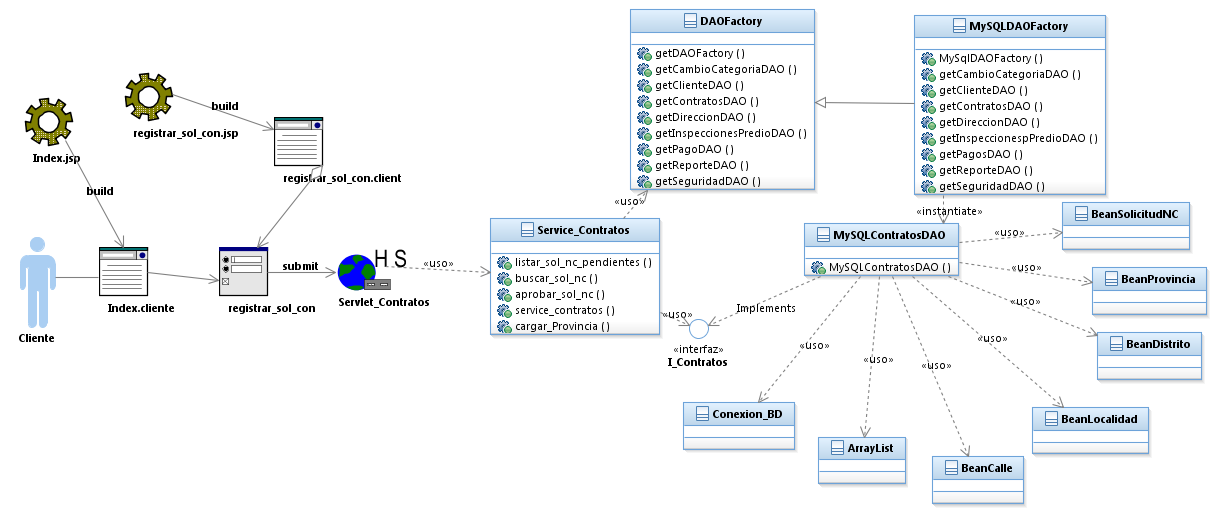 DAOFactory
getDAOFactory ( )
getCambioCategoriaDAO ( )
getClienteDAO ( )
getContratosDAO ( )
getDireccionDAO ( )
getInspeccionesPredioDAO ( )
getPagoDAO ( )
getReporteDAO ( )
getSeguridadDAO ( )
MySQLDAOFactory
MySqlDAOFactory ( )
getCambioCategoriaDAO ( )
getClienteDAO ( )
getContratosDAO ( )
getDireccionDAO ( )
getInspeccionespPredioDAO ( )
getPagosDAO ( )
getReporteDAO ( )
getSeguridadDAO ( )
build
registrar_sol_con.jsp
Index.jsp
registrar_sol_con.client
build
«uso»
«instantiate»
BeanSolicitudNC
Service_Contratos
listar_sol_nc_pendientes ( )
buscar_sol_nc ( )
aprobar_sol_nc ( )
service_contratos ( )
cargar_Provincia ( )
MySQLContratosDAO
MySQLContratosDAO ( )
«uso»
H S
submit
«uso»
«uso»
BeanProvincia
Servlet_Contratos
Index.cliente
registrar_sol_con
Cliente
«uso»
Implements
«uso»
«interfaz»
I_Contratos
«uso»
«uso»
«uso»
«uso»
BeanDistrito
Conexion_BD
ArrayList
BeanCalle
BeanLocalidad